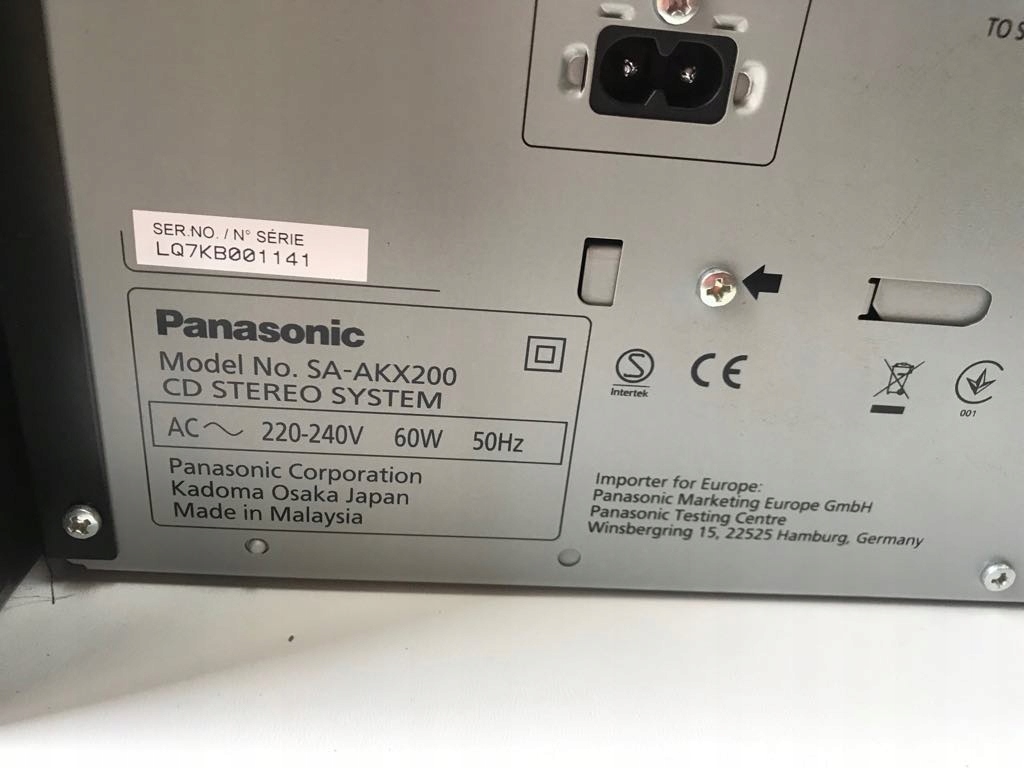 TO S
SER.NO. / N° SÉRIE
LQ7KB001141
Panasonic
Model No. SA-AKX200
CD STEREO SYSTEM
AC 220-240V 60W 50Hz
Panasonic Corporation
Kadoma Osaka Japan
Made in Malaysia
S
Intertek
CE
001
Importer for Europe:
Panasonic Marketing Europe GmbH
Panasonic Testing Centre
Winsbergring 15, 22525 Hamburg, Germany